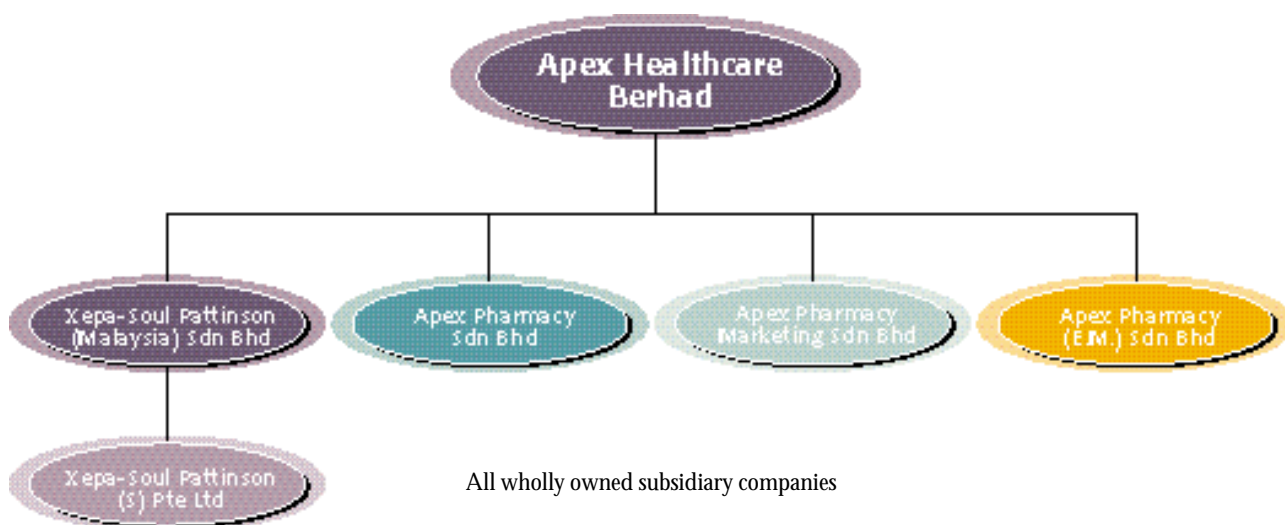 Apex Healthcare
Berhad
Xepa-Soul Pattinson
(Malaysia) Sdn Bhd
Apex Pharmacy
Sdn Bhd
Apex Pharmacy
Marketing Sdn Bhd
Apex Pharmacy
(E.M.) Sdn Bhd
Xepa-Soul Pattinson
(S) Pte Ltd
All wholly owned subsidiary companies